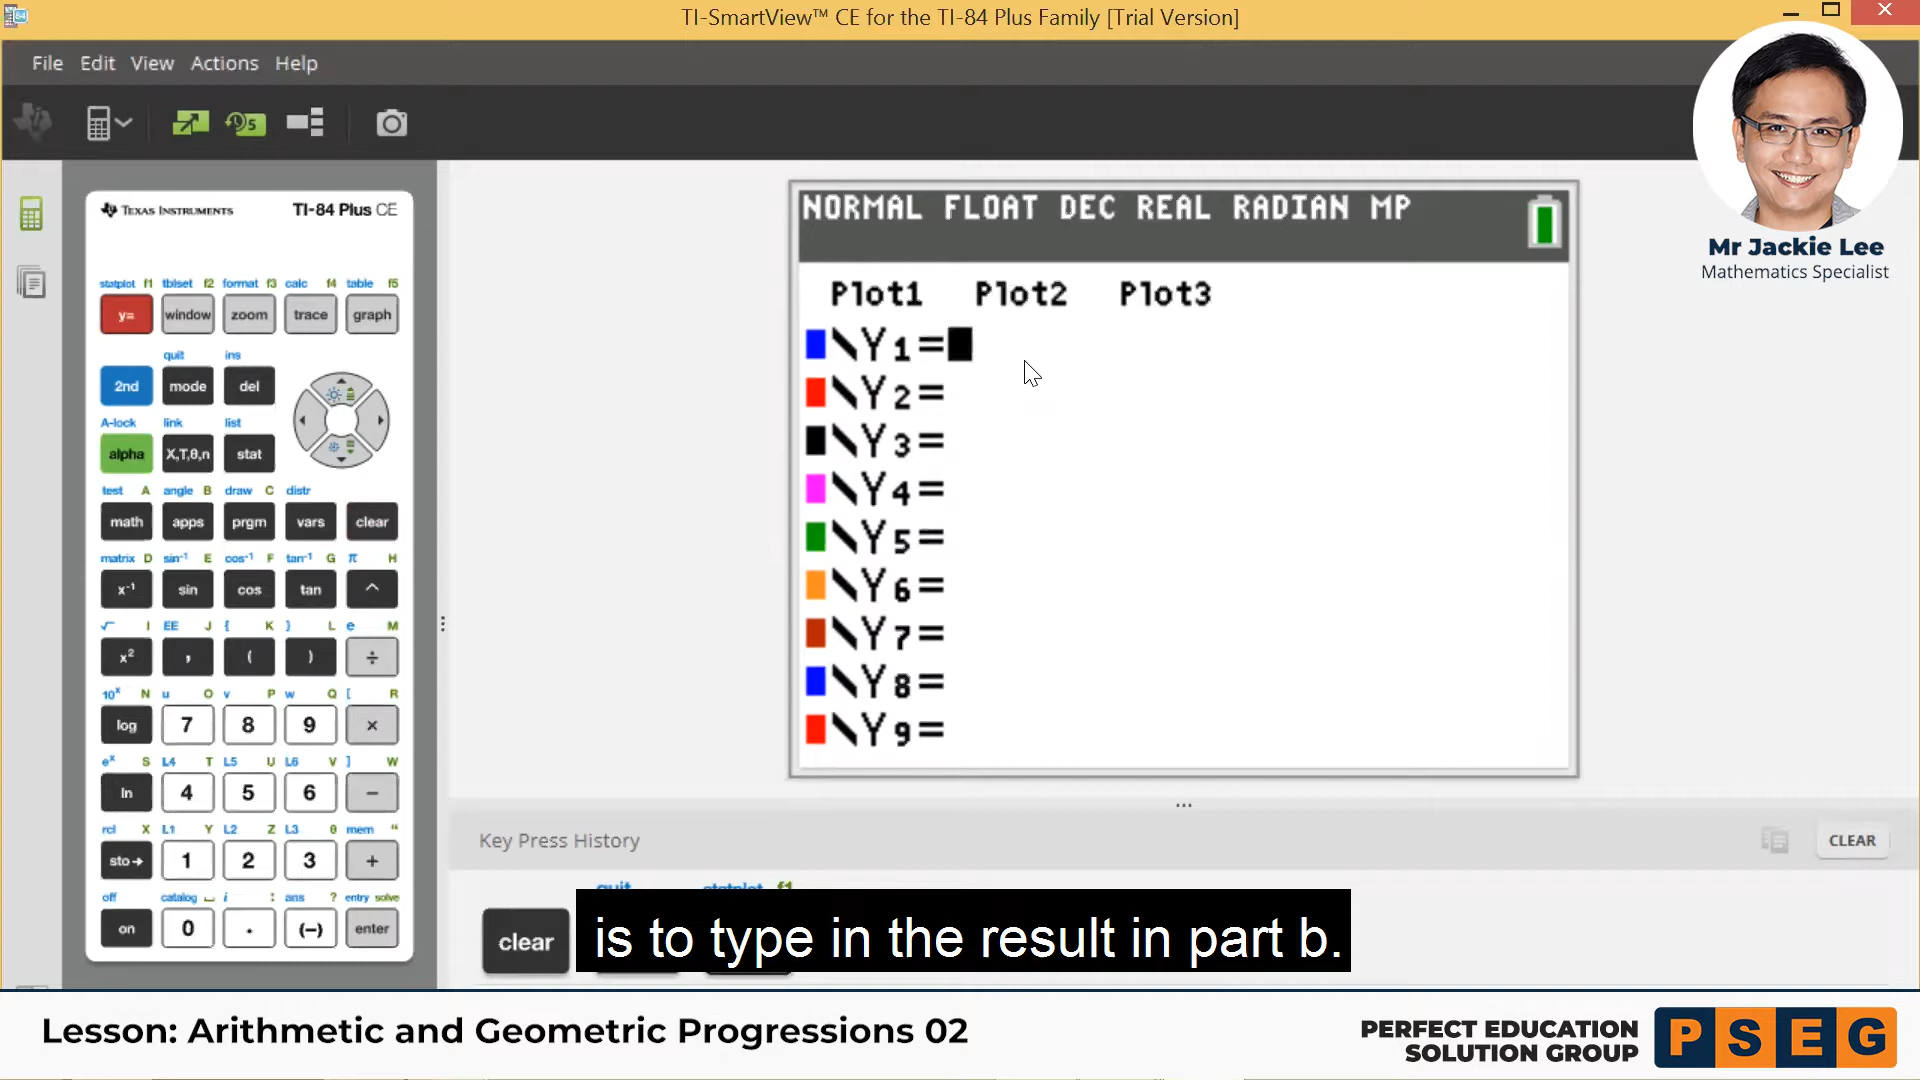 TI-SmartView™ CE for the TI-84 Plus Family [Trial Version]
File Edit View Actions Help
5
TEXAS INSTRUMENTS TI-84 Plus CE
statplot f1 tblset f2 format f3 calc f4 table f5
y= window zoom trace graph
quit ins
2nd mode del
A-lock link list
alpha X,T,θ,n stat
test A angle B draw C distr
math apps prgm vars clear
matrix D sin⁻¹ E cos⁻¹ F tan⁻¹ G π H
x⁻¹ sin cos tan ^
√ I EE J { K } L e M
x² , ( ) ÷
10ˣ N u O v P w Q [ R
log 7 8 9 ×
eˣ S L4 T L5 U L6 V ] W
ln 4 5 6 −
rcl X L1 Y L2 Z L3 θ mem "
sto→ 1 2 3 +
off catalog ⎵ i : ans ? entry solve
on 0 . (−) enter
NORMAL FLOAT DEC REAL RADIAN MP
Plot1 Plot2 Plot3
\Y1=
\Y2=
\Y3=
\Y4=
\Y5=
\Y6=
\Y7=
\Y8=
\Y9=
Mr Jackie Lee
Mathematics Specialist
Key Press History
CLEAR
quit statplot f1
clear
is to type in the result in part b.
Lesson: Arithmetic and Geometric Progressions 02
PERFECT EDUCATION
SOLUTION GROUP
PSEG